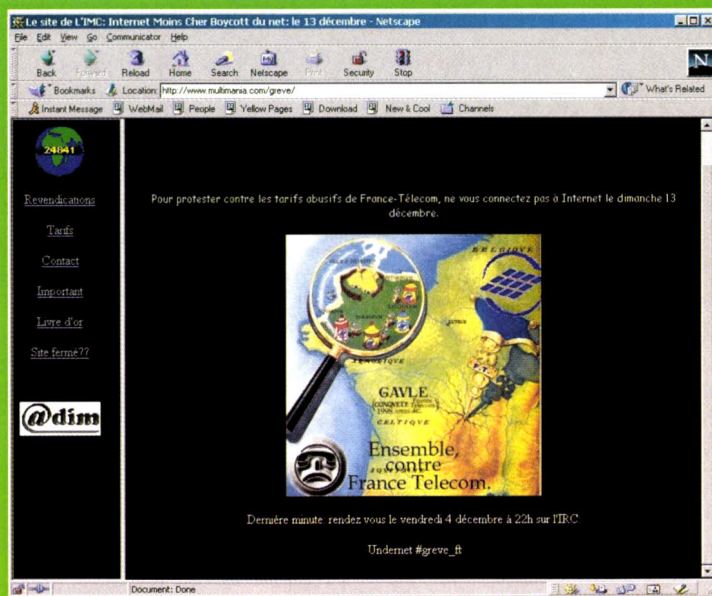 Le site de L'IMC: Internet Moins Cher Boycott du net: le 13 décembre - Netscape
File Edit View Go Communicator Help
Back Forward Reload Home Search Netscape Print Security Stop
N
Bookmarks Location: http://www.multimania.com/greve/ What's Related
Instant Message WebMail People Yellow Pages Download New & Cool Channels
24841
Revendications
Tarifs
Contact
Important
Livre d'or
Site fermé??
@dim
Pour protester contre les tarifs abusifs de France-Télecom, ne vous connectez pas à Internet le dimanche 13
décembre.
BELGIQVE
GAVLE
CONQUETE
1998
CELTIQVE
Ensemble,
contre
France Telecom.
Dernière minute: rendez vous le vendredi 4 décembre à 22h sur l'IRC
Undernet #greve_ft
Document: Done